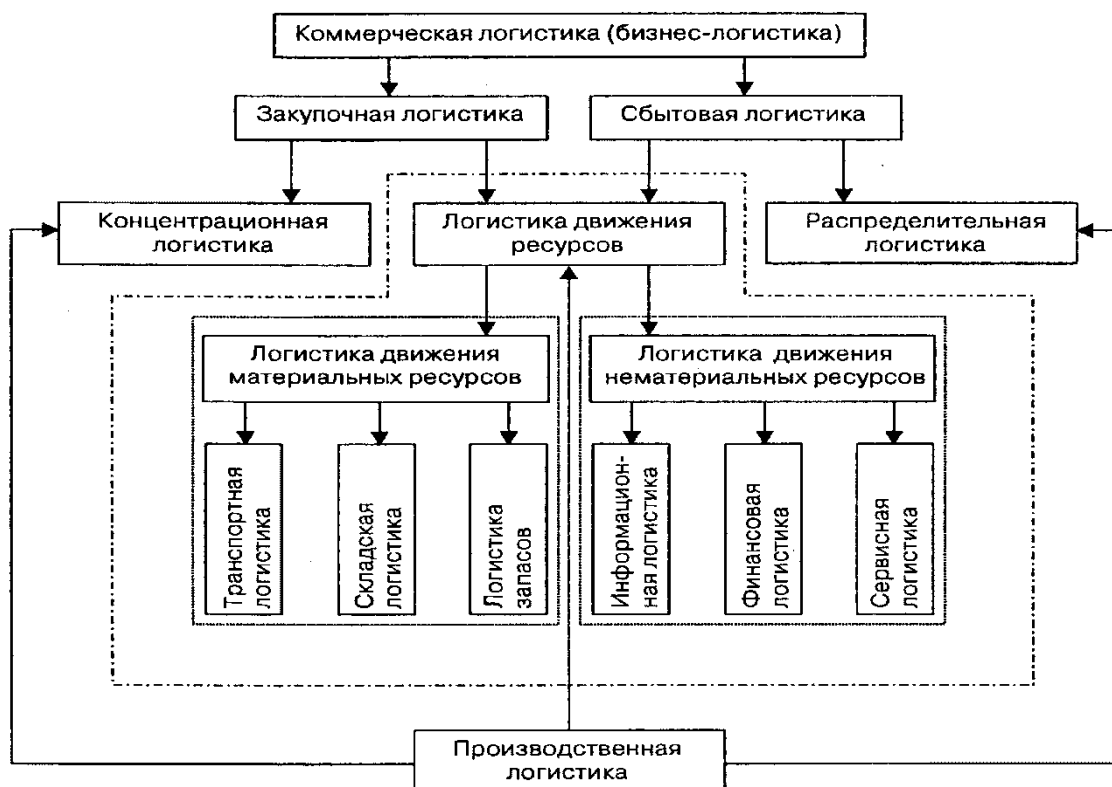 Коммерческая логистика (бизнес-логистика)
Закупочная логистика
Сбытовая логистика
Концентрационная
логистика
Логистика движения
ресурсов
Распределительная
логистика
Логистика движения
материальных ресурсов
Логистика движения
нематериальных ресурсов
Транспортная
логистика
Складская
логистика
Логистика
запасов
Информацион-
ная логистика
Финансовая
логистика
Сервисная
логистика
Производственная
логистика